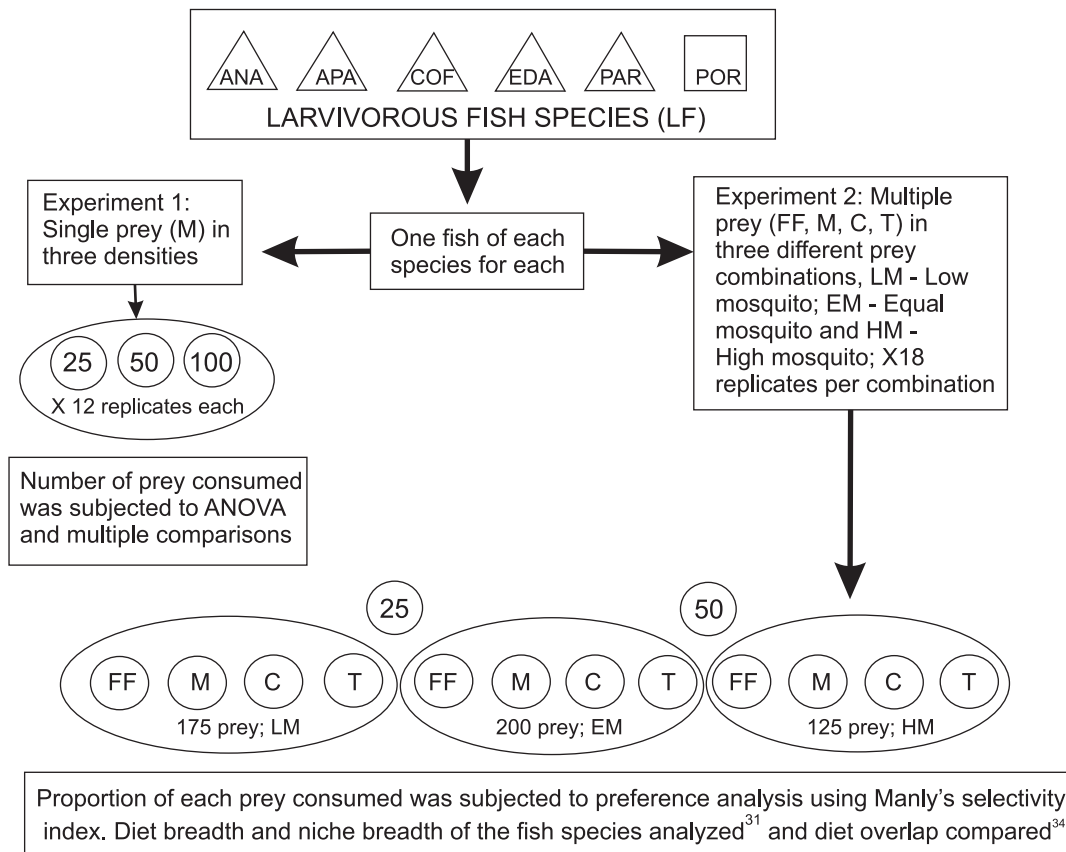 ANA APA COF EDA PAR POR
LARVIVOROUS FISH SPECIES (LF)
Experiment 1:
Single prey (M) in
three densities
One fish of each
species for each
Experiment 2: Multiple
prey (FF, M, C, T) in
three different prey
combinations, LM - Low
mosquito; EM - Equal
mosquito and HM -
High mosquito; X18
replicates per combination
25 50 100
X 12 replicates each
Number of prey consumed
was subjected to ANOVA
and multiple comparisons
25 50
FF M C T FF M C T FF M C T
175 prey; LM 200 prey; EM 125 prey; HM
Proportion of each prey consumed was subjected to preference analysis using Manly's selectivity
index. Diet breadth and niche breadth of the fish species analyzed31 and diet overlap compared34